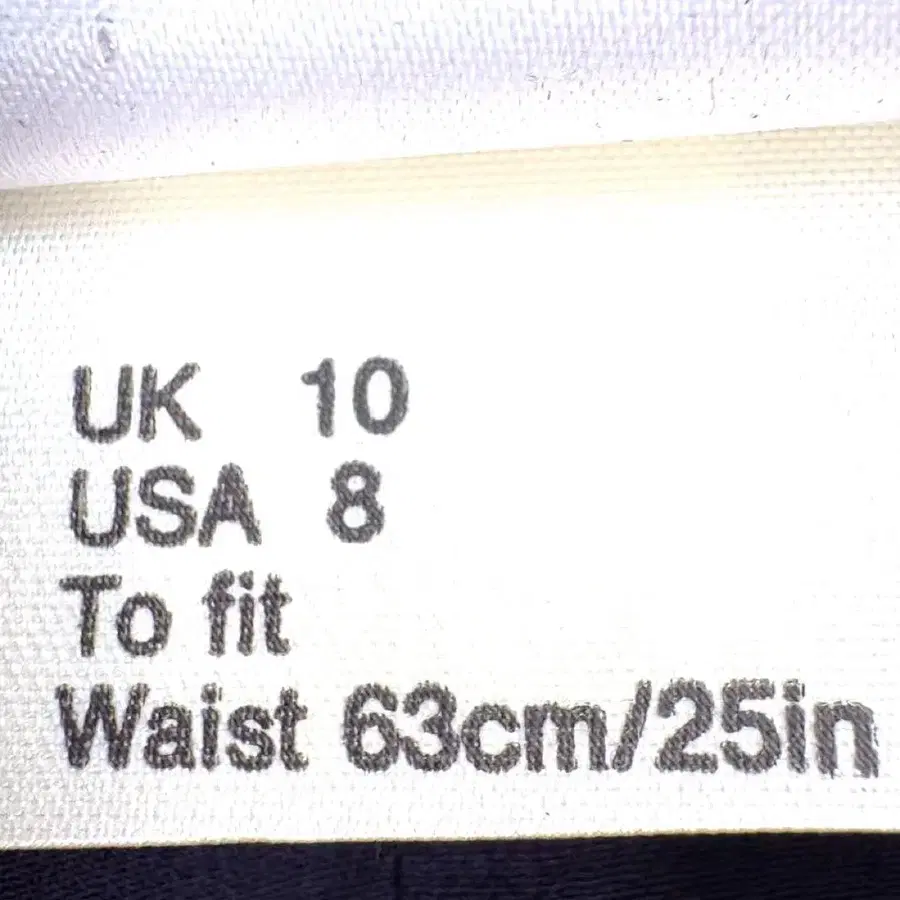 UK 10
USA 8
To fit
Waist 63cm/25in